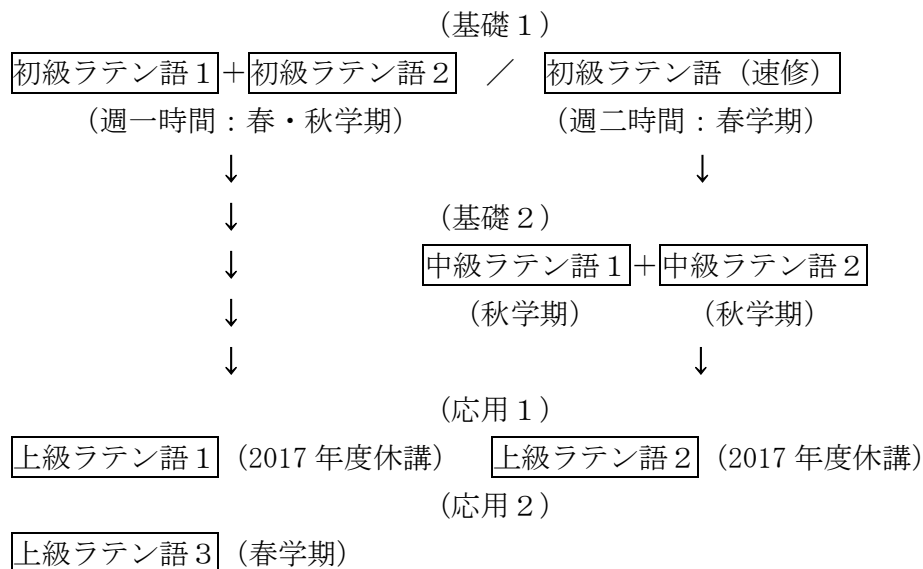 （基礎１）
初級ラテン語１＋初級ラテン語２ ／ 初級ラテン語（速修）
（週一時間：春・秋学期） （週二時間：春学期）
↓ ↓
↓ （基礎２）
↓ 中級ラテン語１＋中級ラテン語２
↓ （秋学期） （秋学期）
↓ ↓
（応用１）
上級ラテン語１（2017 年度休講） 上級ラテン語２（2017 年度休講）
（応用２）
上級ラテン語３（春学期）